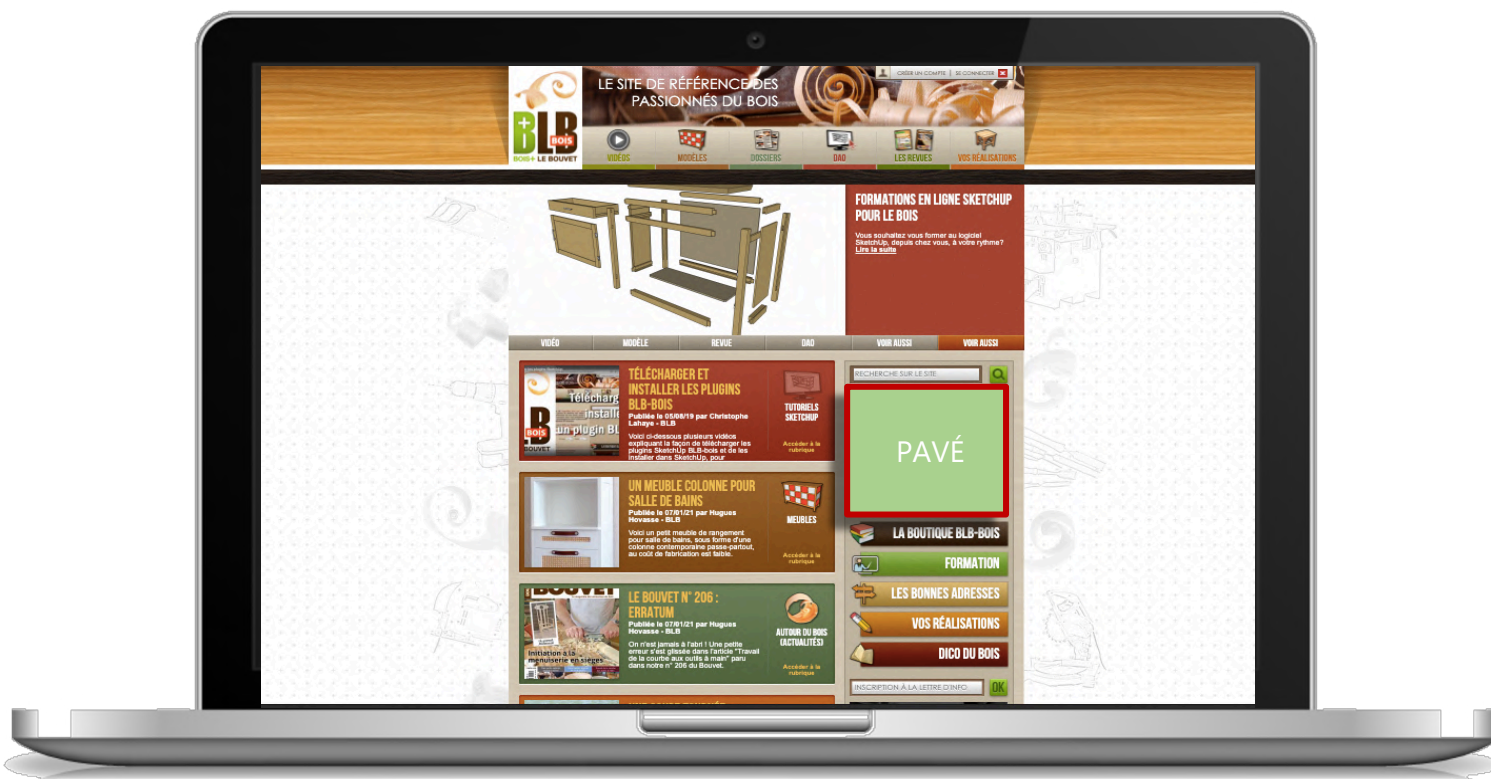 LE SITE DE RÉFÉRENCE DES
PASSIONNÉS DU BOIS
CRÉER UN COMPTE | SE CONNECTER
BLB
BOIS
BOIS+ LE BOUVET
VIDÉOS
MODÈLES
DOSSIERS
DAO
LES REVUES
VOS RÉALISATIONS
FORMATIONS EN LIGNE SKETCHUP
POUR LE BOIS
Vous souhaitez vous former au logiciel
SketchUp, depuis chez vous, à votre rythme?
Lire la suite
VIDÉO
MODÈLE
REVUE
DAO
VOIR AUSSI
VOIR AUSSI
TÉLÉCHARGER ET
INSTALLER LES PLUGINS
BLB-BOIS
Publiée le 05/08/19 par Christophe
Lahaye - BLB
Voici ci-dessous plusieurs vidéos
expliquant la façon de télécharger les
plugins SketchUp BLB-bois et de les
installer dans SketchUp, pour
Télécharg
installe
un plugin BL
BOIS
BOUVET
TUTORIELS
SKETCHUP
Accéder à la
rubrique
RECHERCHE SUR LE SITE
PAVÉ
UN MEUBLE COLONNE POUR
SALLE DE BAINS
Publiée le 07/01/21 par Hugues
Hovasse - BLB
Voici un petit meuble de rangement
pour salle de bains, sous forme d'une
colonne contemporaine passe-partout,
au coût de fabrication est faible.
MEUBLES
Accéder à la
rubrique
LE BOUVET N° 206 :
ERRATUM
Publiée le 07/01/21 par Hugues
Hovasse - BLB
On n'est jamais à l'abri ! Une petite
erreur s'est glissée dans l'article "Travail
de la courbe aux outils à main" paru
dans notre n° 206 du Bouvet.
BOUVET
Initiation à la
menuiserie en sièges
AUTOUR DU BOIS
(ACTUALITÉS)
Accéder à la
rubrique
LA BOUTIQUE BLB-BOIS
FORMATION
LES BONNES ADRESSES
VOS RÉALISATIONS
DICO DU BOIS
INSCRIPTION À LA LETTRE D'INFO
OK